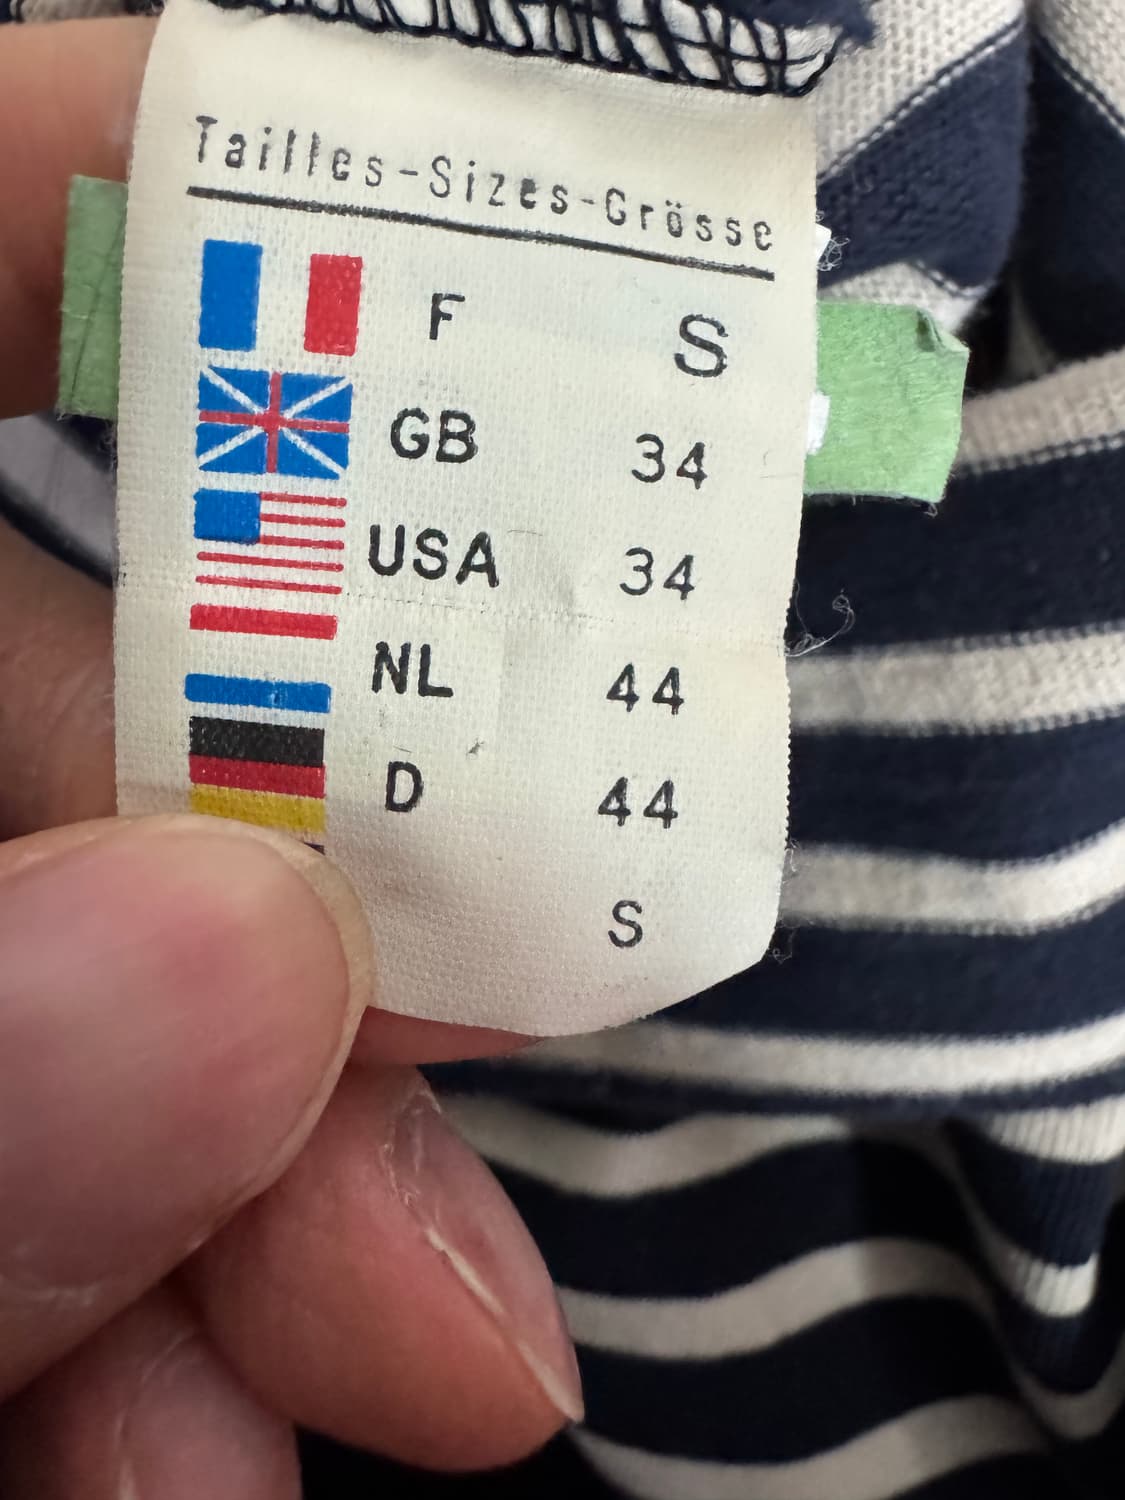 Tailles-Sizes-Grösse
F S
GB 34
USA 34
NL 44
D 44
S